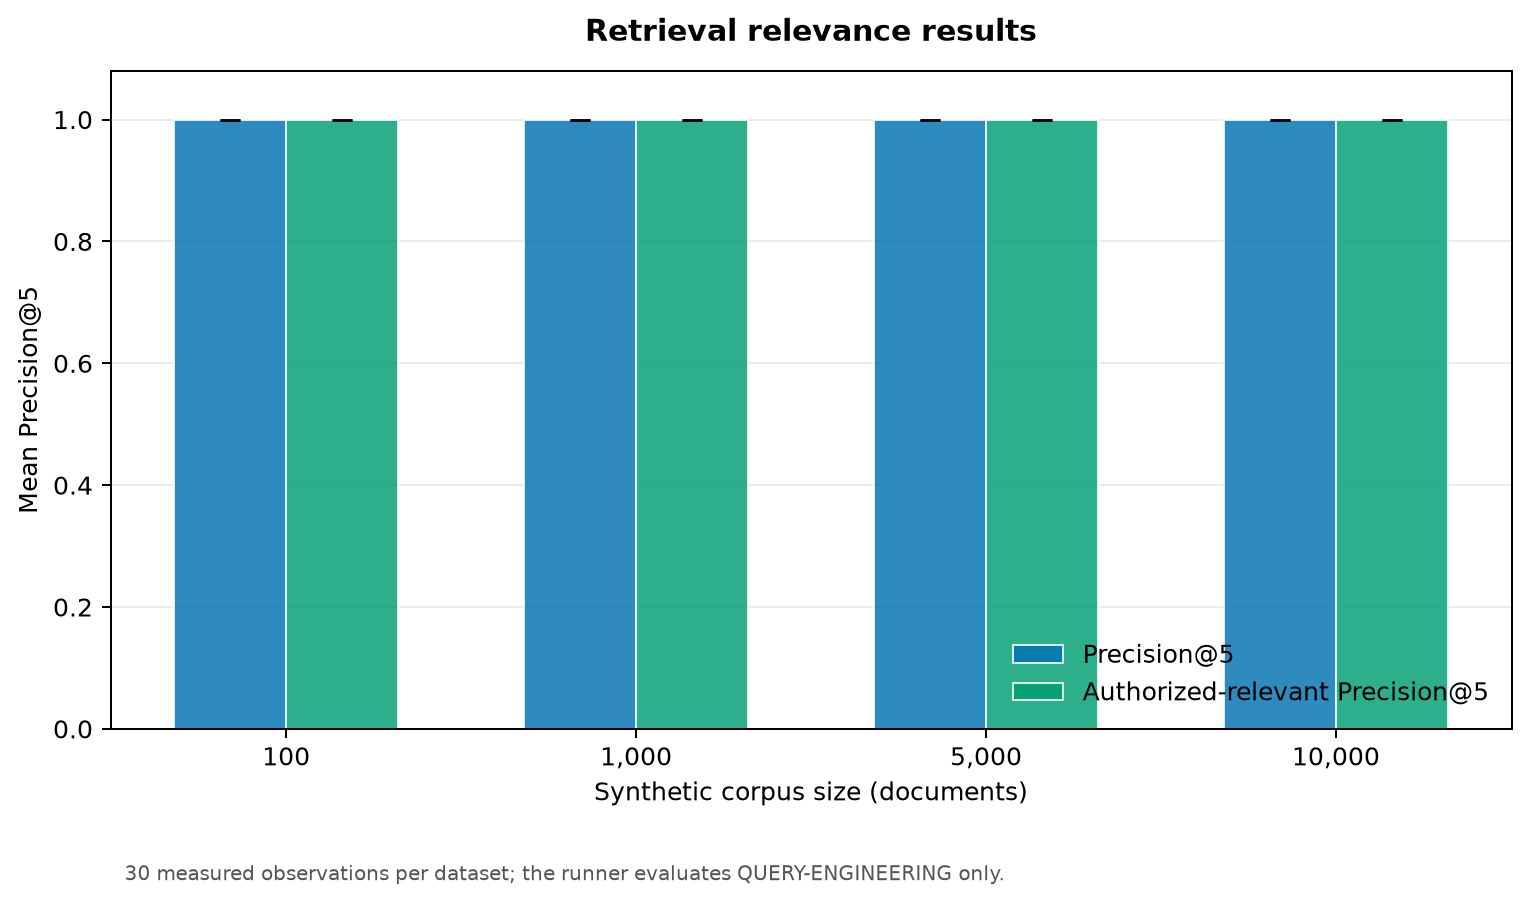 Retrieval relevance results
Mean Precision@5
1.0
0.8
0.6
0.4
0.2
0.0
Precision@5
Authorized-relevant Precision@5
100 1,000 5,000 10,000
Synthetic corpus size (documents)
30 measured observations per dataset; the runner evaluates QUERY-ENGINEERING only.